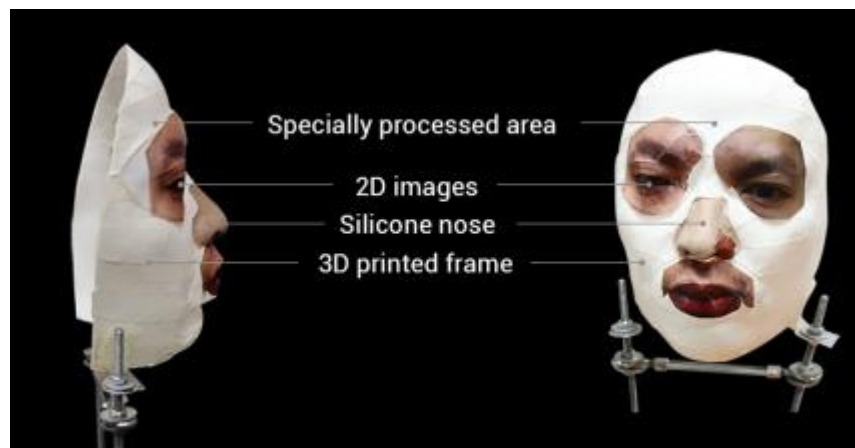 Specially processed area
2D images
Silicone nose
3D printed frame